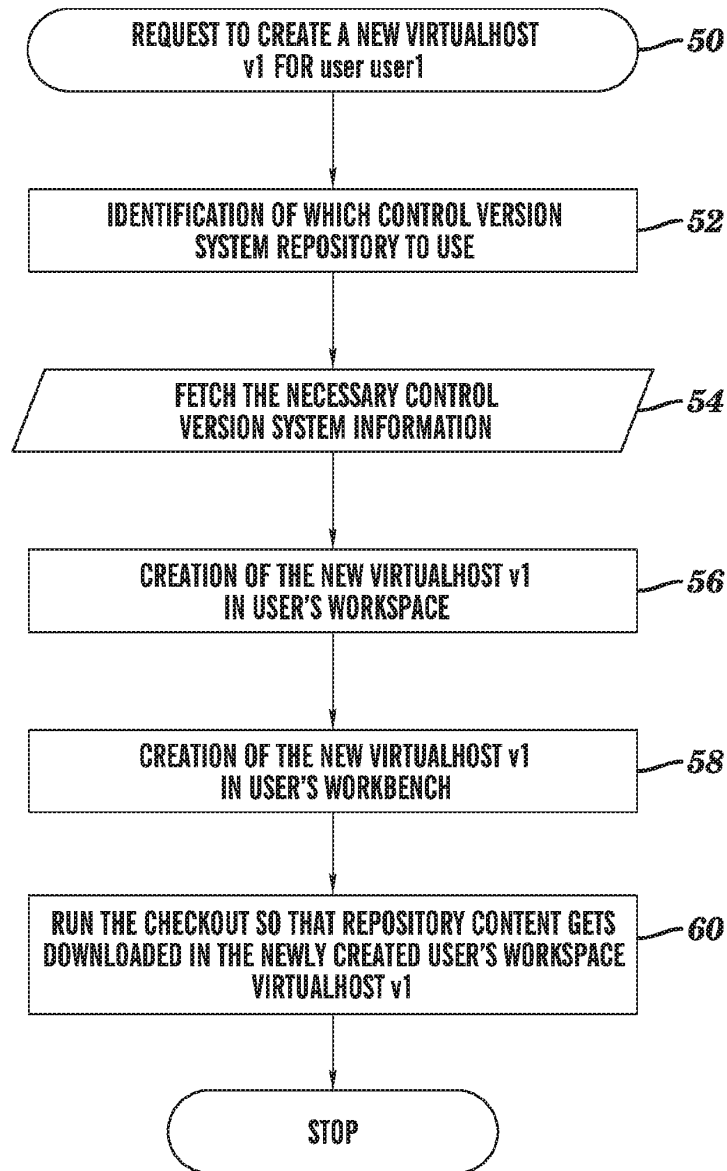 REQUEST TO CREATE A NEW VIRTUALHOST
v1 FOR user user1
50
IDENTIFICATION OF WHICH CONTROL VERSION
SYSTEM REPOSITORY TO USE
52
FETCH THE NECESSARY CONTROL
VERSION SYSTEM INFORMATION
54
CREATION OF THE NEW VIRTUALHOST v1
IN USER'S WORKSPACE
56
CREATION OF THE NEW VIRTUALHOST v1
IN USER'S WORKBENCH
58
RUN THE CHECKOUT SO THAT REPOSITORY CONTENT GETS
DOWNLOADED IN THE NEWLY CREATED USER'S WORKSPACE
VIRTUALHOST v1
60
STOP